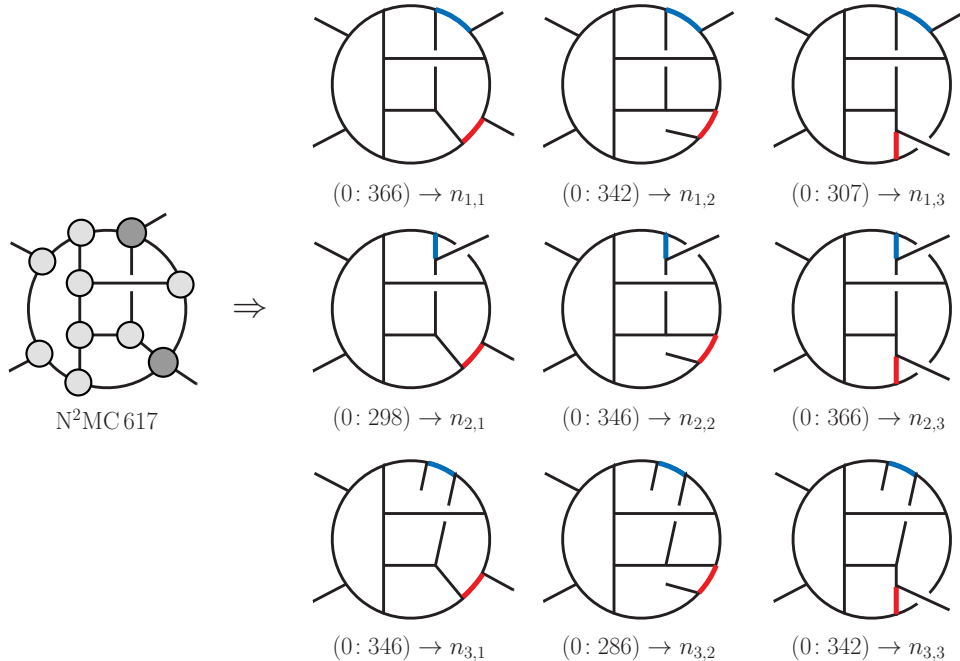 (0: 366) → n₁,₁
(0: 342) → n₁,₂
(0: 307) → n₁,₃
N²MC 617
⇒
(0: 298) → n₂,₁
(0: 346) → n₂,₂
(0: 366) → n₂,₃
(0: 346) → n₃,₁
(0: 286) → n₃,₂
(0: 342) → n₃,₃